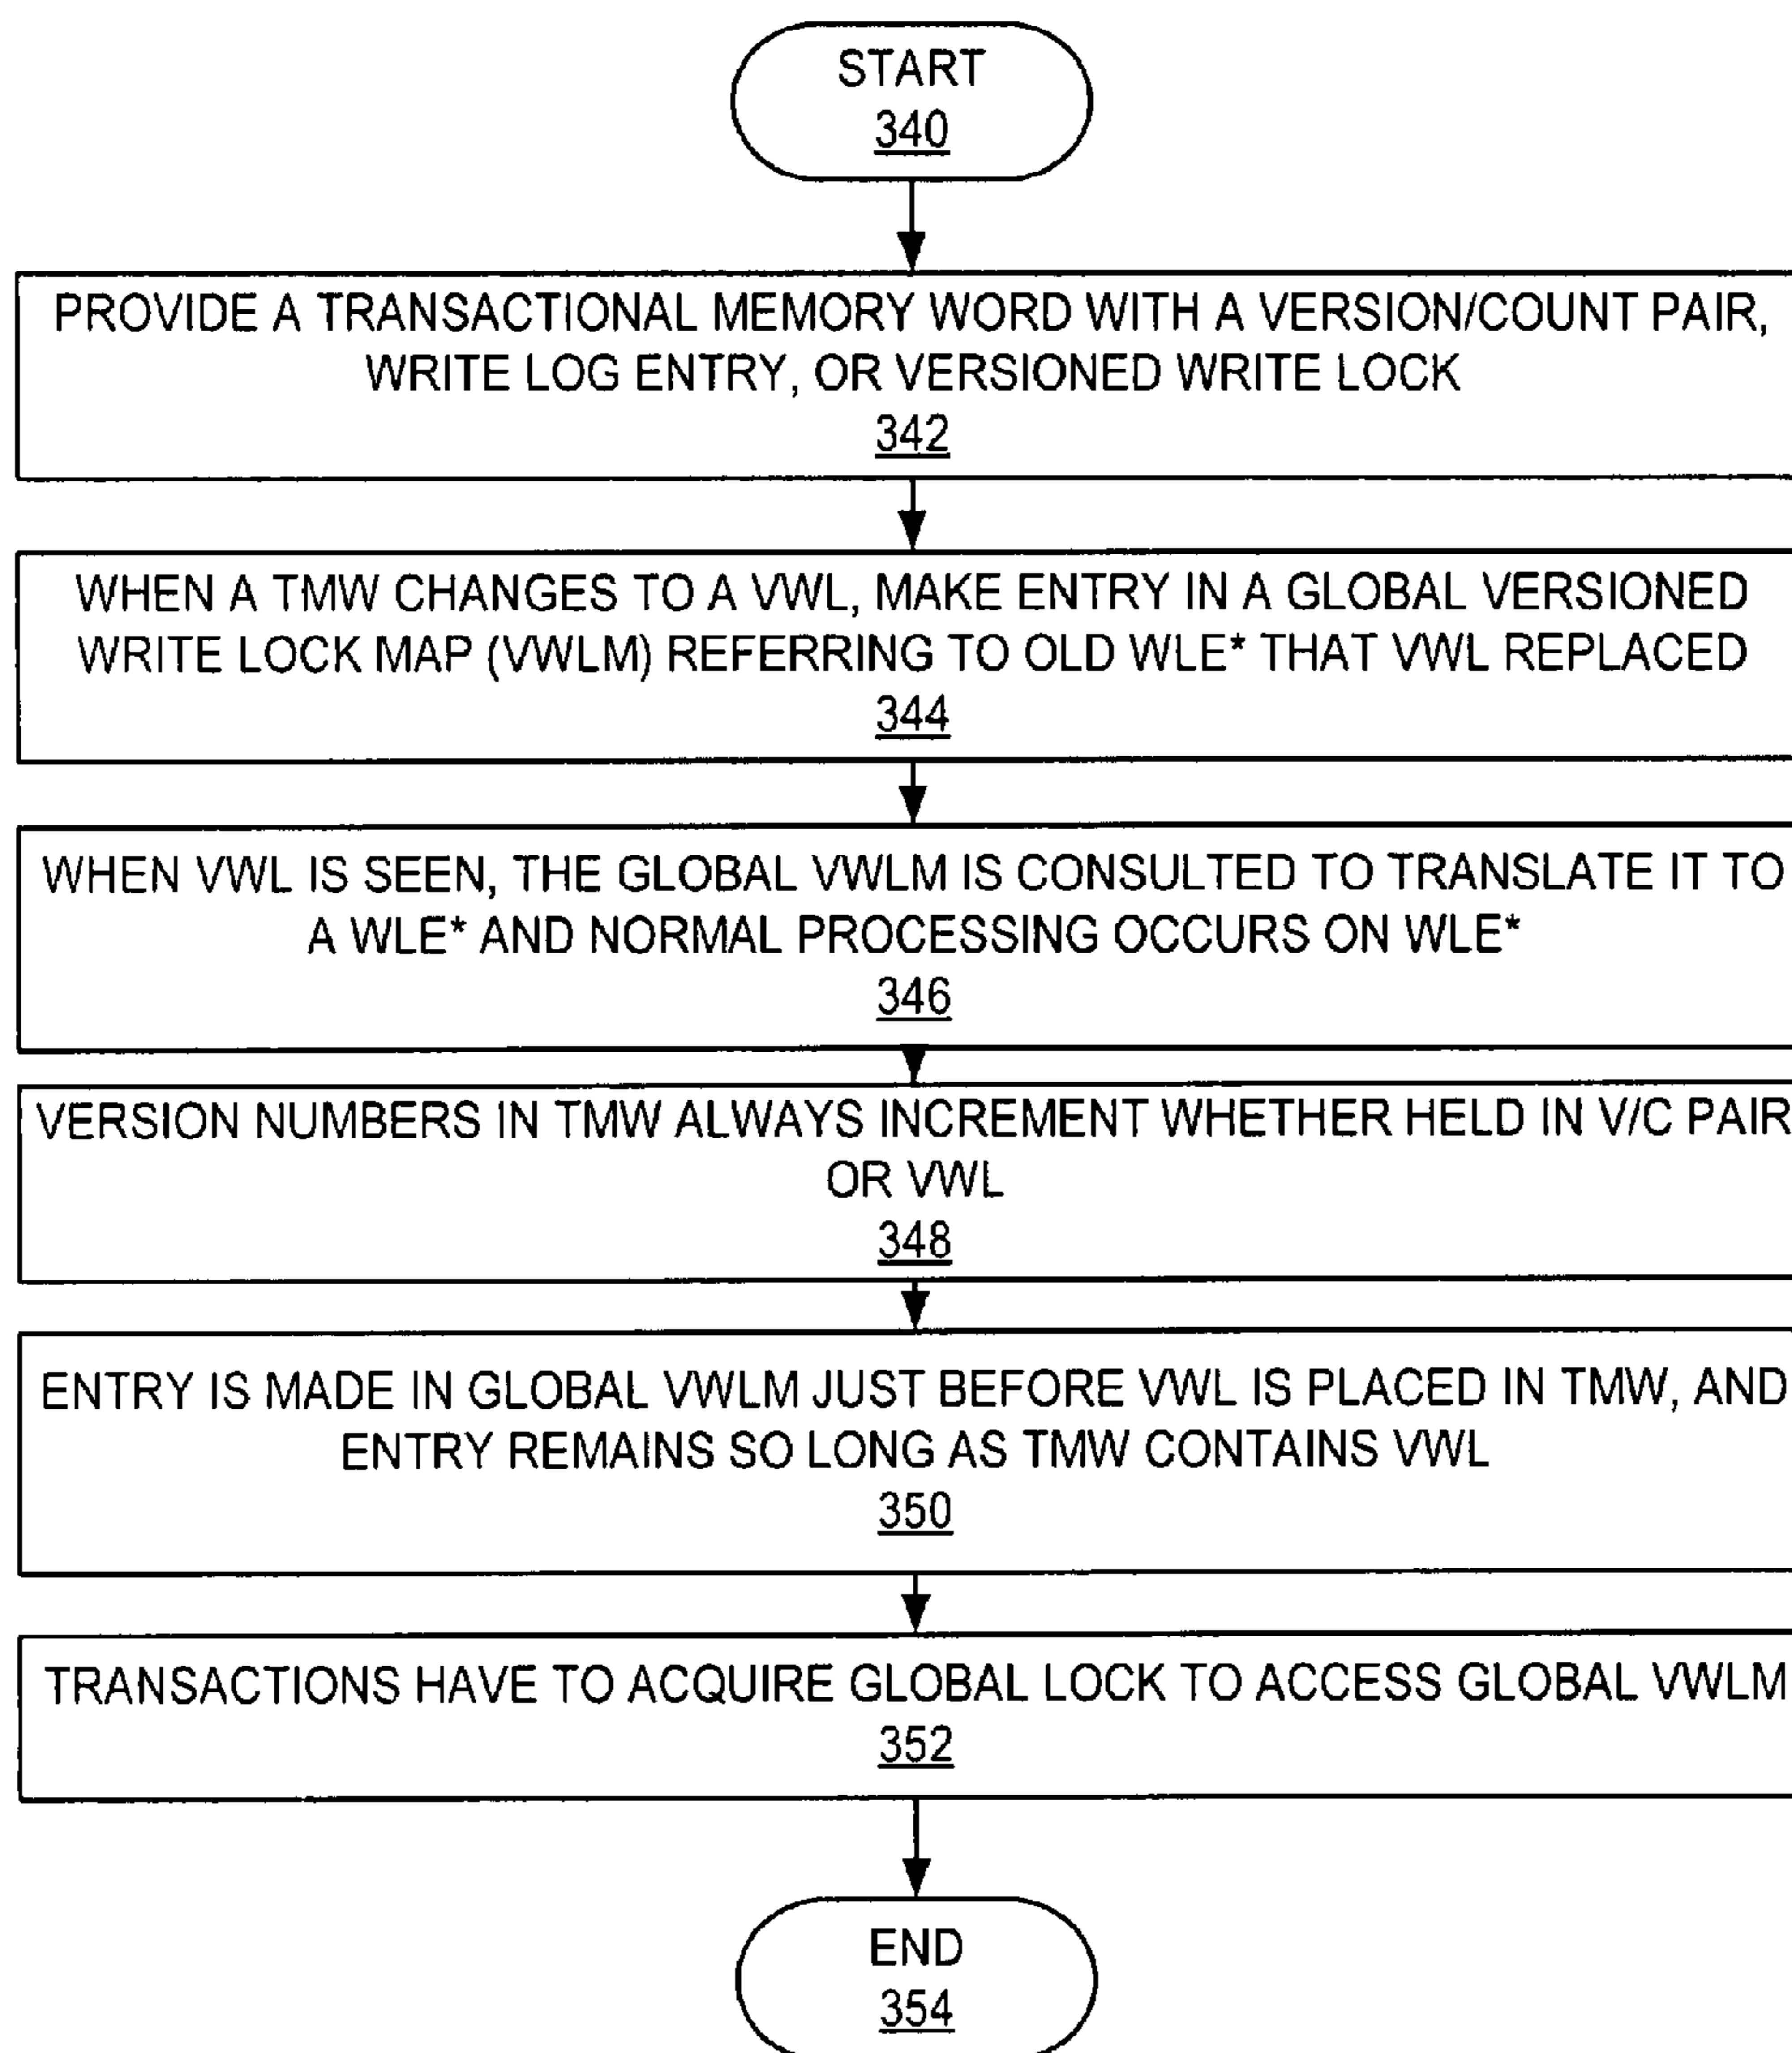 START
340
PROVIDE A TRANSACTIONAL MEMORY WORD WITH A VERSION/COUNT PAIR,
WRITE LOG ENTRY, OR VERSIONED WRITE LOCK
342
WHEN A TMW CHANGES TO A VWL, MAKE ENTRY IN A GLOBAL VERSIONED
WRITE LOCK MAP (VWLM) REFERRING TO OLD WLE* THAT VWL REPLACED
344
WHEN VWL IS SEEN, THE GLOBAL VWLM IS CONSULTED TO TRANSLATE IT TO
A WLE* AND NORMAL PROCESSING OCCURS ON WLE*
346
VERSION NUMBERS IN TMW ALWAYS INCREMENT WHETHER HELD IN V/C PAIR
OR VWL
348
ENTRY IS MADE IN GLOBAL VWLM JUST BEFORE VWL IS PLACED IN TMW, AND
ENTRY REMAINS SO LONG AS TMW CONTAINS VWL
350
TRANSACTIONS HAVE TO ACQUIRE GLOBAL LOCK TO ACCESS GLOBAL VWLM
352
END
354